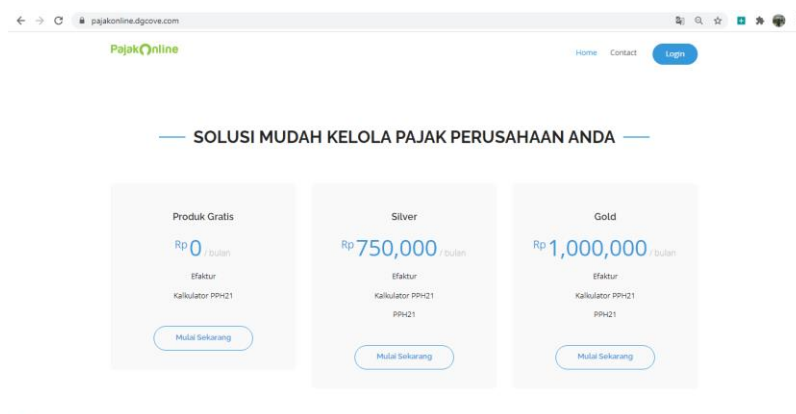 pajakonline.dgcove.com
PajakOnline
Home Contact Login
SOLUSI MUDAH KELOLA PAJAK PERUSAHAAN ANDA
Produk Gratis
Rp 0 / bulan
Efaktur
Kalkulator PPH21
Mulai Sekarang
Silver
Rp 750,000 / bulan
Efaktur
Kalkulator PPH21
PPH21
Mulai Sekarang
Gold
Rp 1,000,000 / bulan
Efaktur
Kalkulator PPH21
PPH21
Mulai Sekarang